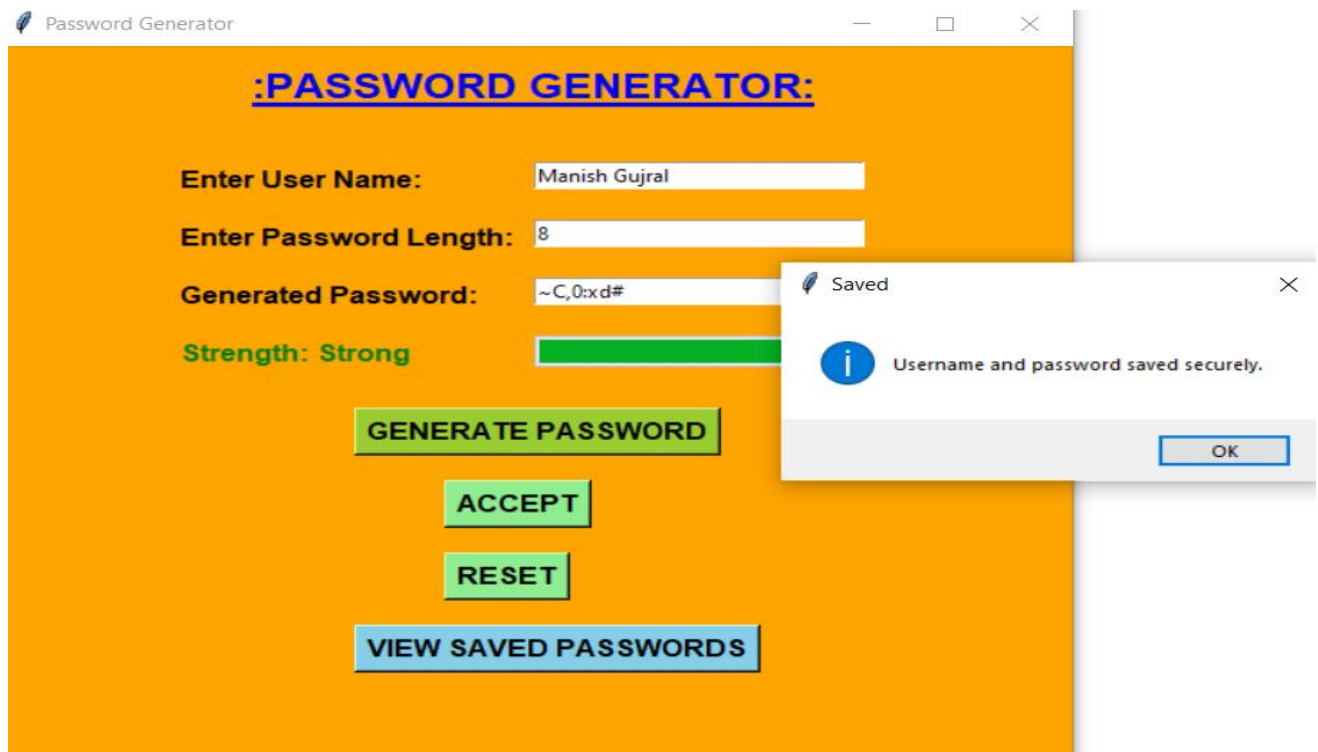 Password Generator
:PASSWORD GENERATOR:
Enter User Name: Manish Gujral
Enter Password Length: 8
Generated Password: ~C,0:xd#
Strength: Strong
Saved
Username and password saved securely.
OK
GENERATE PASSWORD
ACCEPT
RESET
VIEW SAVED PASSWORDS